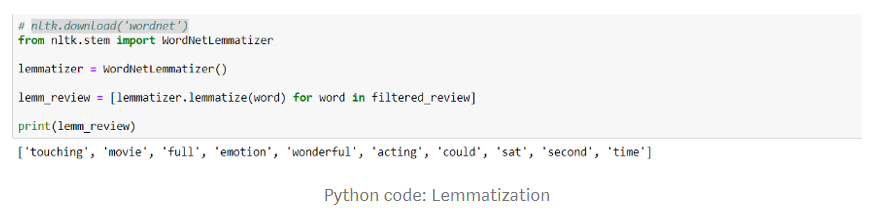 # nltk.download('wordnet')
from nltk.stem import WordNetLemmatizer
lemmatizer = WordNetLemmatizer()
lemm_review = [lemmatizer.lemmatize(word) for word in filtered_review]
print(lemm_review)
['touching', 'movie', 'full', 'emotion', 'wonderful', 'acting', 'could', 'sat', 'second', 'time']
Python code: Lemmatization